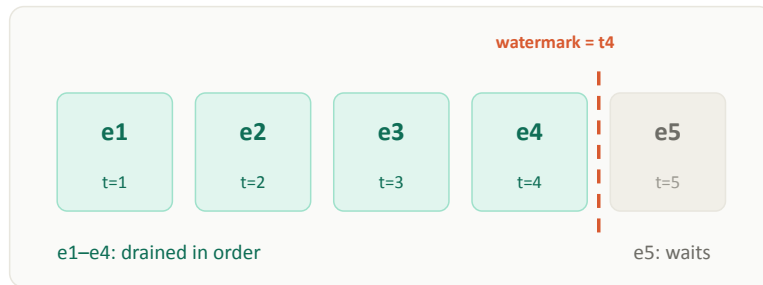 watermark = t4
e1 e2 e3 e4 e5
t=1 t=2 t=3 t=4 t=5
e1–e4: drained in order
e5: waits